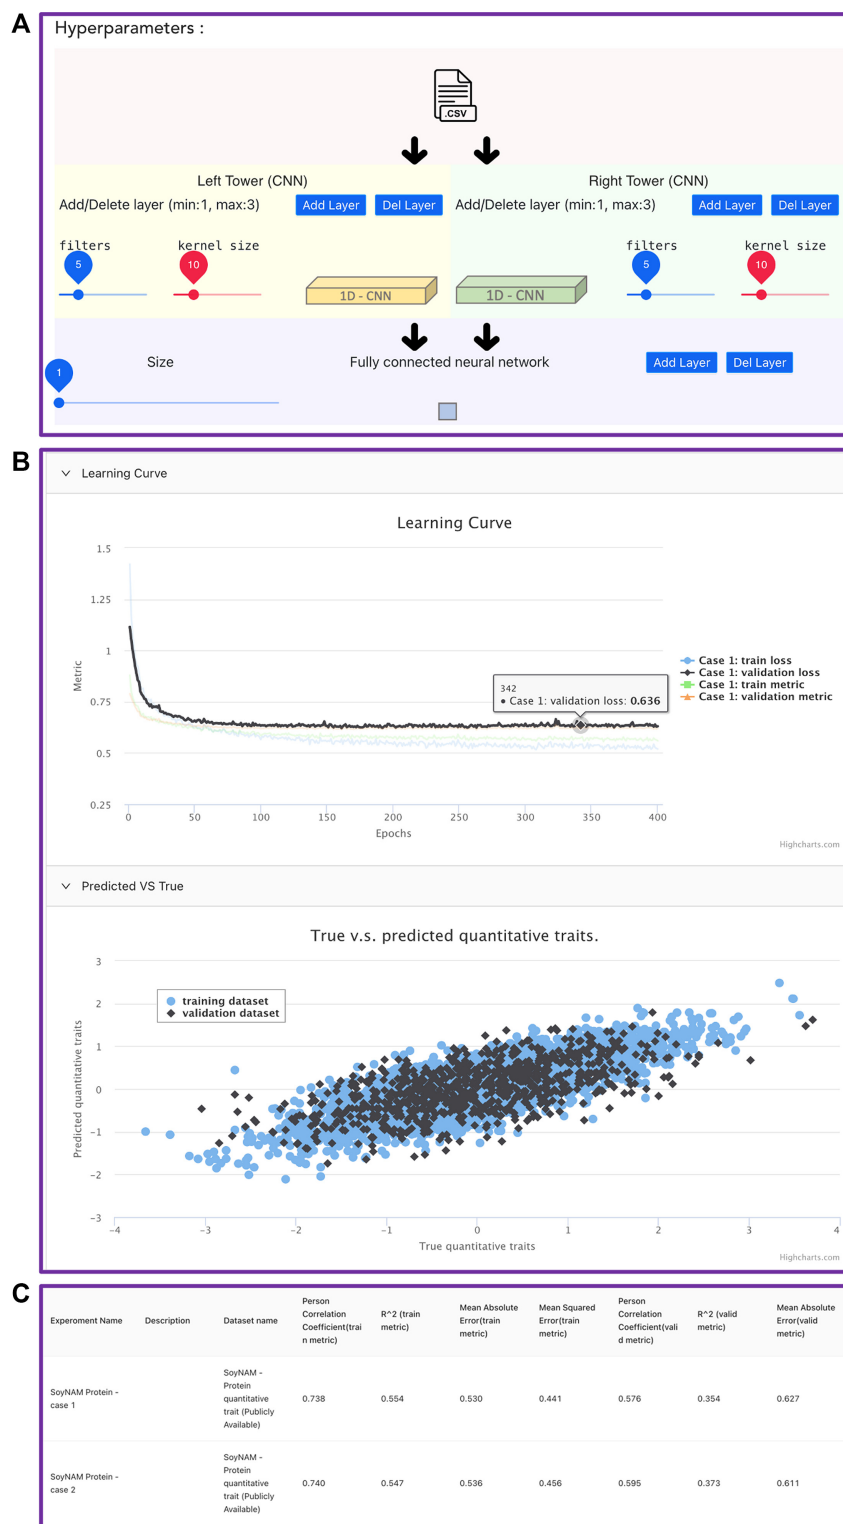 A
Hyperparameters :
.CSV
Left Tower (CNN)
Add/Delete layer (min:1, max:3)
Add Layer
Del Layer
filters
kernel size
5
10
1D - CNN
Right Tower (CNN)
Add/Delete layer (min:1, max:3)
Add Layer
Del Layer
1D - CNN
filters
kernel size
5
10
Size
1
Fully connected neural network
Add Layer
Del Layer
B
Learning Curve
Learning Curve
1.5
1.25
1
0.75
0.5
0.25
Metric
342
● Case 1: validation loss: 0.636
Case 1: train loss
Case 1: validation loss
Case 1: train metric
Case 1: validation metric
0 50 100 150 200 250 300 350 400
Epochs
Highcharts.com
Predicted VS True
True v.s. predicted quantitative traits.
3
2
1
0
−1
−2
−3
Predicted quantitative traits
training dataset
validation dataset
−4 −3 −2 −1 0 1 2 3 4
True quantitative traits
Highcharts.com
C
Experoment Name
Description
Dataset name
Person
Correlation
Coefficient(trai
n metric)
R^2 (train
metric)
Mean Absolute
Error(train
metric)
Mean Squared
Error(train
metric)
Person
Correlation
Coefficient(vali
d metric)
R^2 (valid
metric)
Mean Absolute
Error(valid
metric)
SoyNAM Protein -
case 1
SoyNAM -
Protein
quantitative
trait (Publicly
Available)
0.738
0.554
0.530
0.441
0.576
0.354
0.627
SoyNAM Protein -
case 2
SoyNAM -
Protein
quantitative
trait (Publicly
Available)
0.740
0.547
0.536
0.456
0.595
0.373
0.611